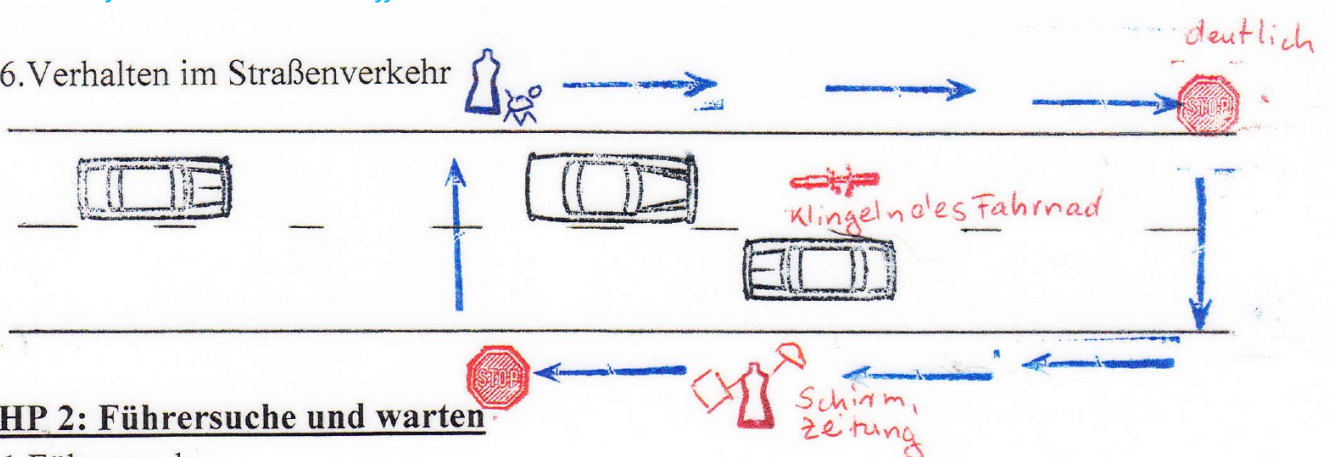 deutlich
6.Verhalten im Straßenverkehr
STOP
Klingelndes Fahrrad
STOP
Schirm,
Zeitung
HP 2: Führersuche und warten